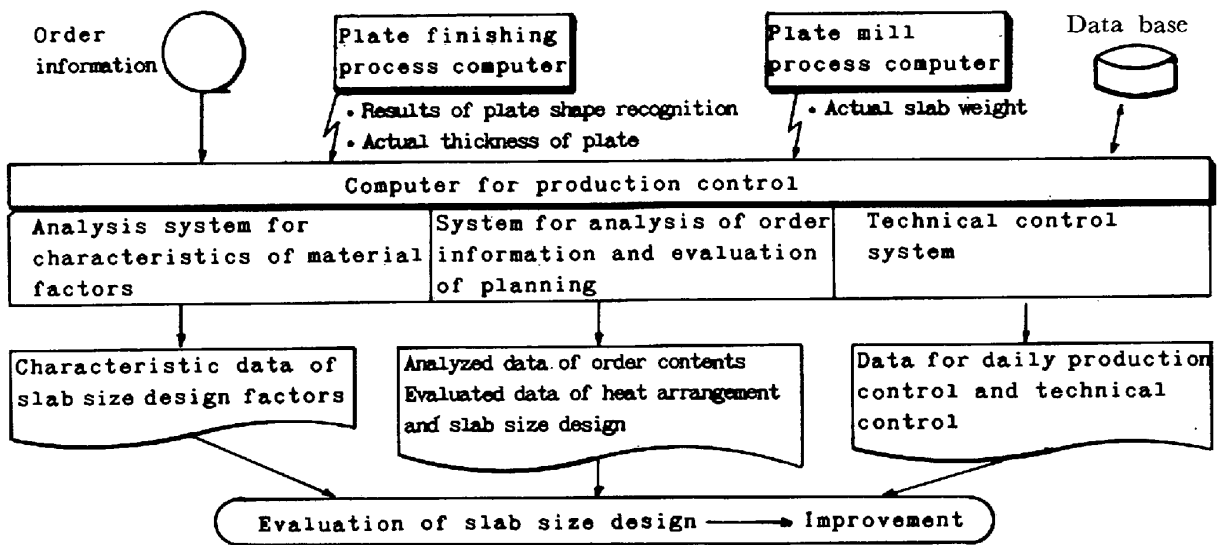 Order
information
Plate finishing
process computer
Plate mill
process computer
Data base
• Results of plate shape recognition
• Actual thickness of plate
• Actual slab weight
Computer for production control
Analysis system for
characteristics of material
factors
System for analysis of order
information and evaluation
of planning
Technical control
system
Characteristic data of
slab size design factors
Analyzed data of order contents
Evaluated data of heat arrangement
and slab size design
Data for daily production
control and technical
control
Evaluation of slab size design → Improvement